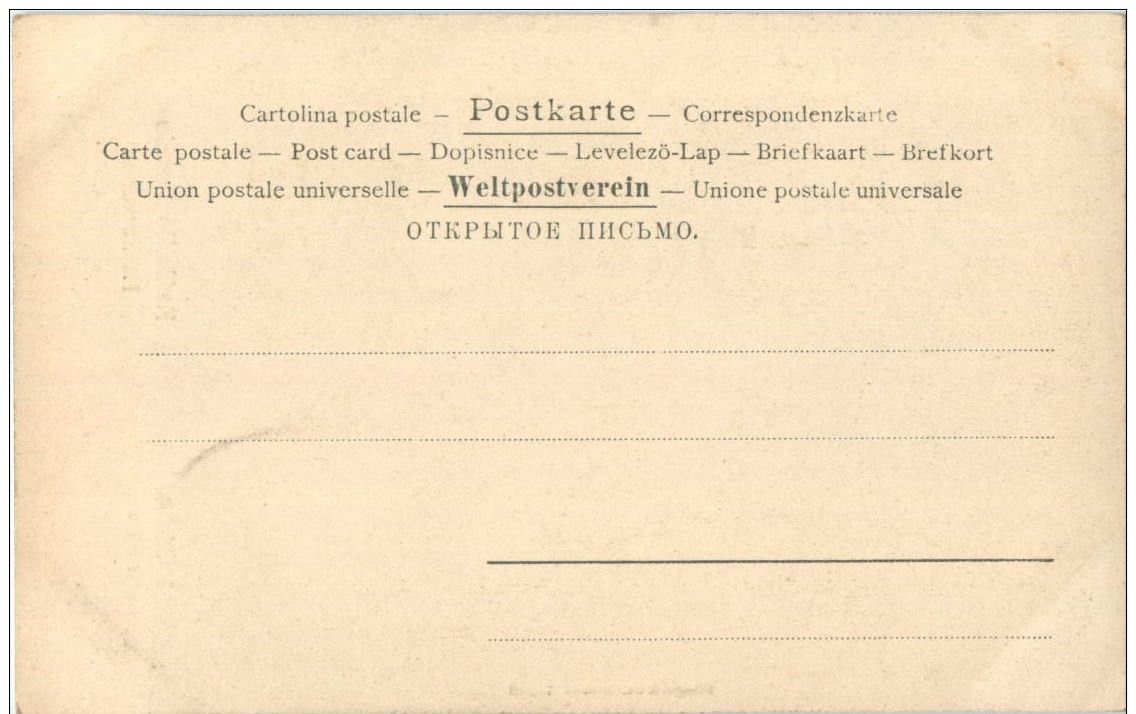 Cartolina postale – Postkarte — Correspondenzkarte
Carte postale — Post card — Dopisnice — Levelezö-Lap — Briefkaart — Brefkort
Union postale universelle — Weltpostverein — Unione postale universale
ОТКРЫТОЕ ПИСЬМО.